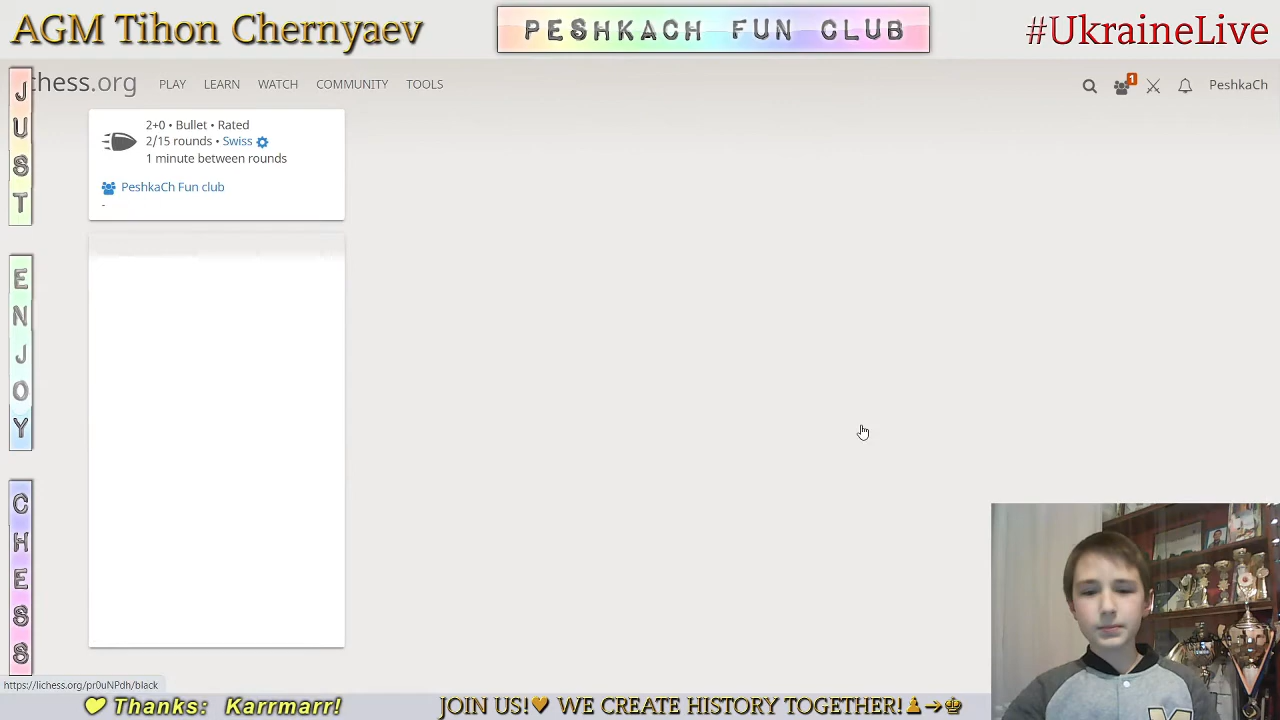 AGM Tihon Chernyaev
PESHKACH FUN CLUB
#UkraineLive
JUST
ENJOY
CHESS
chess.org
PLAY
LEARN
WATCH
COMMUNITY
TOOLS
1
PeshkaCh
2+0 • Bullet • Rated
2/15 rounds • Swiss
1 minute between rounds
PeshkaCh Fun club
-
https://lichess.org/pr0uNPdh/black
Thanks: Karrmarr!
JOIN US! WE CREATE HISTORY TOGETHER!